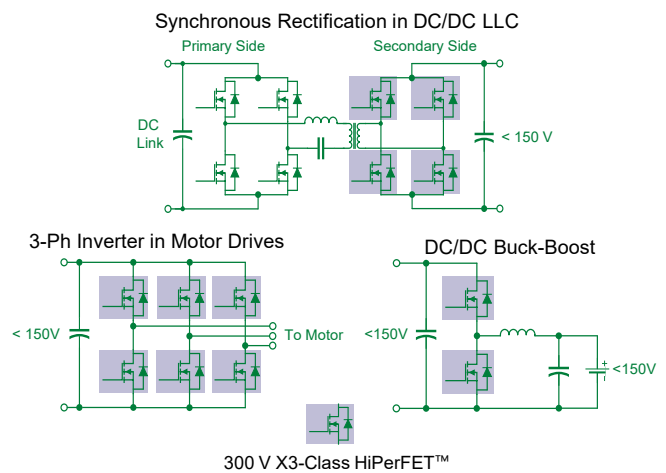 Synchronous Rectification in DC/DC LLC
Primary Side
Secondary Side
DC
Link
< 150 V
3-Ph Inverter in Motor Drives
DC/DC Buck-Boost
< 150V
To Motor
< 150V
+
<150V
-
300 V X3-Class HiPerFET™